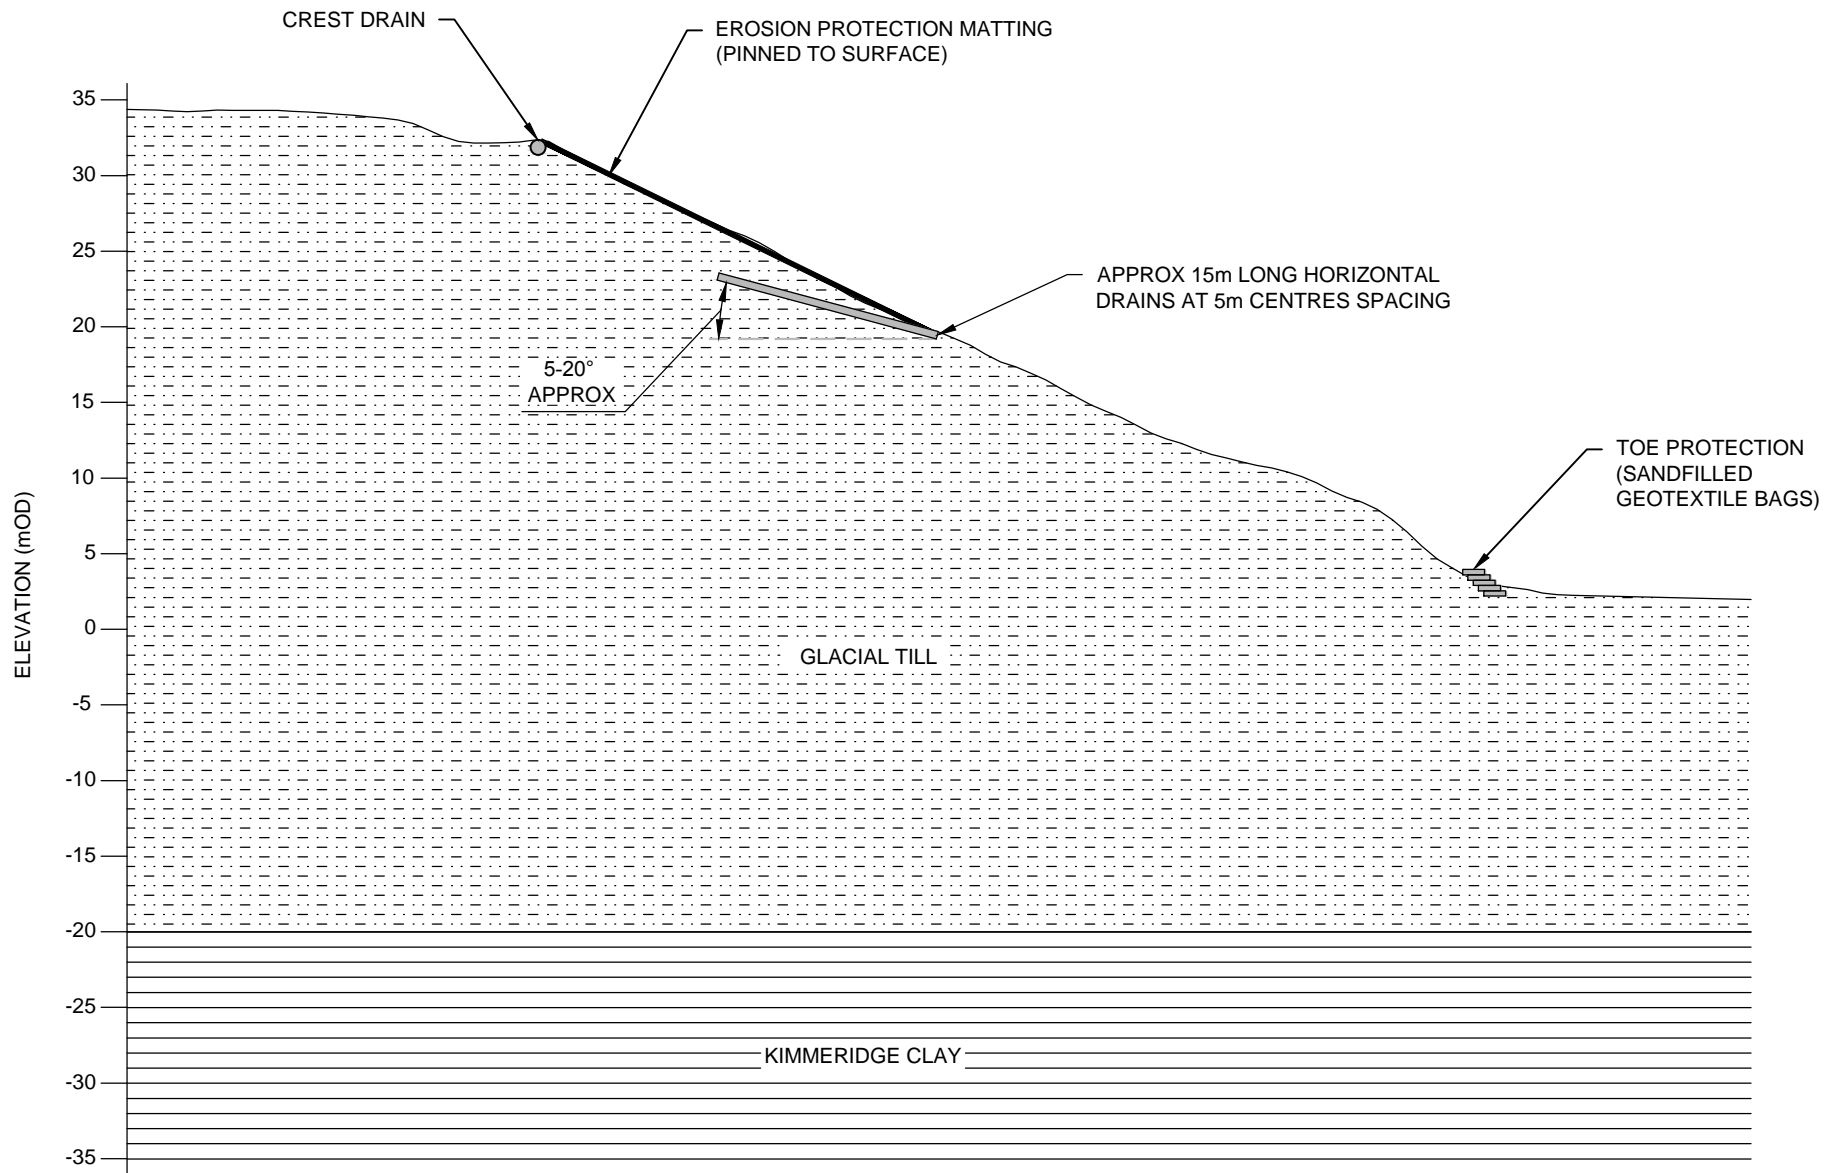 CREST DRAIN
EROSION PROTECTION MATTING
(PINNED TO SURFACE)
35
30
25
20
15
10
5
0
-5
-10
-15
-20
-25
-30
-35
ELEVATION (mOD)
APPROX 15m LONG HORIZONTAL
DRAINS AT 5m CENTRES SPACING
5-20°
APPROX
TOE PROTECTION
(SANDFILLED
GEOTEXTILE BAGS)
GLACIAL TILL
KIMMERIDGE CLAY